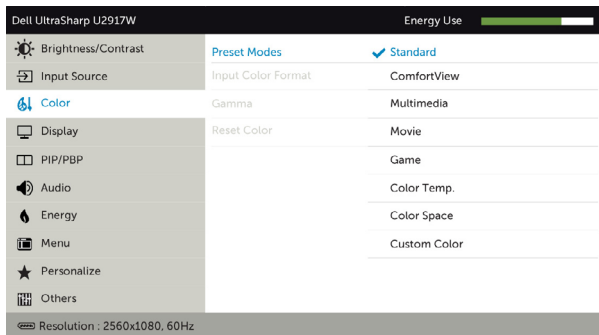 Dell UltraSharp U2917W
Energy Use
Brightness/Contrast
Input Source
Color
Display
PIP/PBP
Audio
Energy
Menu
Personalize
Others
Preset Modes
Input Color Format
Gamma
Reset Color
Standard
ComfortView
Multimedia
Movie
Game
Color Temp.
Color Space
Custom Color
Resolution : 2560x1080, 60Hz